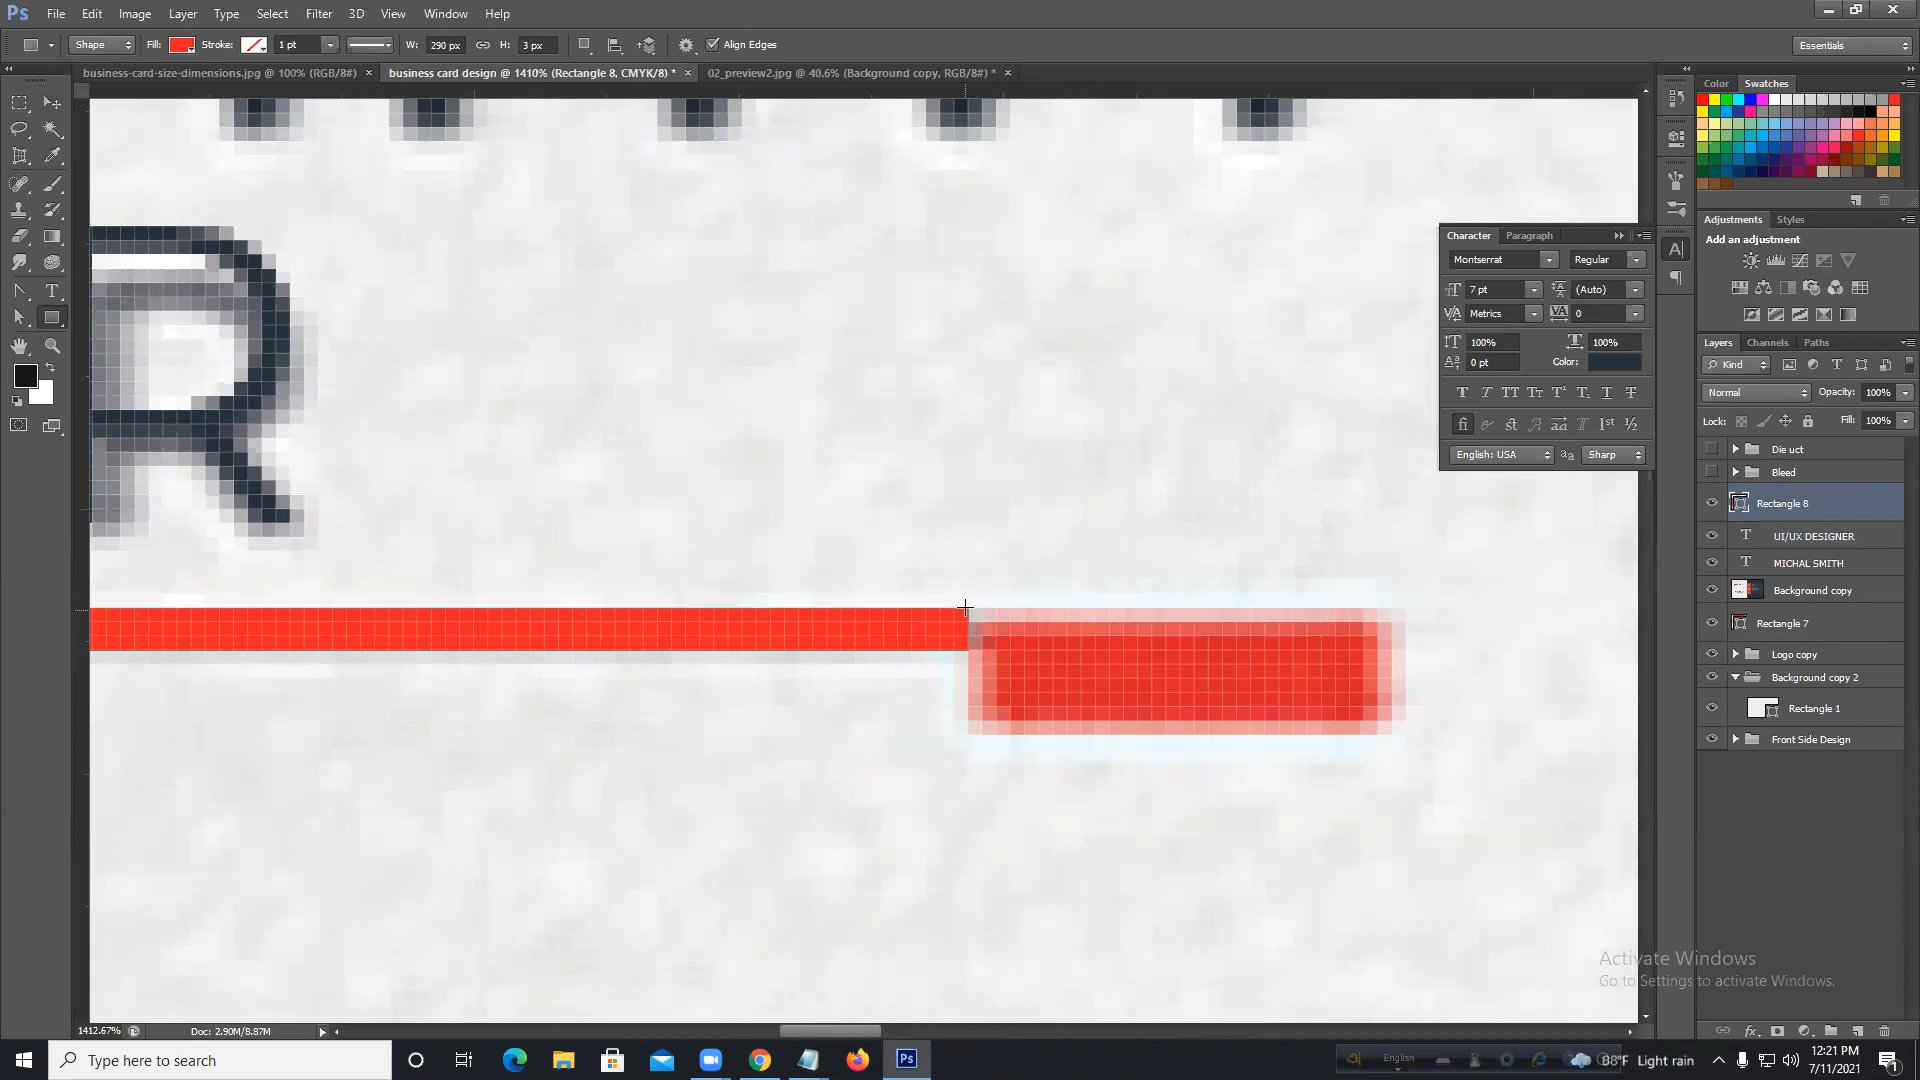 Ps File Edit Image Layer Type Select Filter 3D View Window Help
Shape Fill: Stroke: 1 pt W: 290 px H: 3 px Align Edges Essentials
business-card-size-dimensions.jpg @ 100% (RGB/8#) × business card design @ 1410% (Rectangle 8, CMYK/8) * × 02_preview2.jpg @ 40.6% (Background copy, RGB/8#) * ×
Color Swatches
R
Adjustments Styles
Add an adjustment
Character Paragraph
Montserrat Regular
7 pt (Auto)
Metrics 0
100% 100%
0 pt Color:
English: USA Sharp
Layers Channels Paths
Kind
Normal Opacity: 100%
Lock: Fill: 100%
Die uct
Bleed
Rectangle 8
UI/UX DESIGNER
MICHAL SMITH
Background copy
Rectangle 7
Logo copy
Background copy 2
Rectangle 1
Front Side Design
Activate Windows
Go to Settings to activate Windows.
1412.67% Doc: 2.90M/8.87M
Type here to search
English
88°F Light rain
12:21 PM
7/11/2021